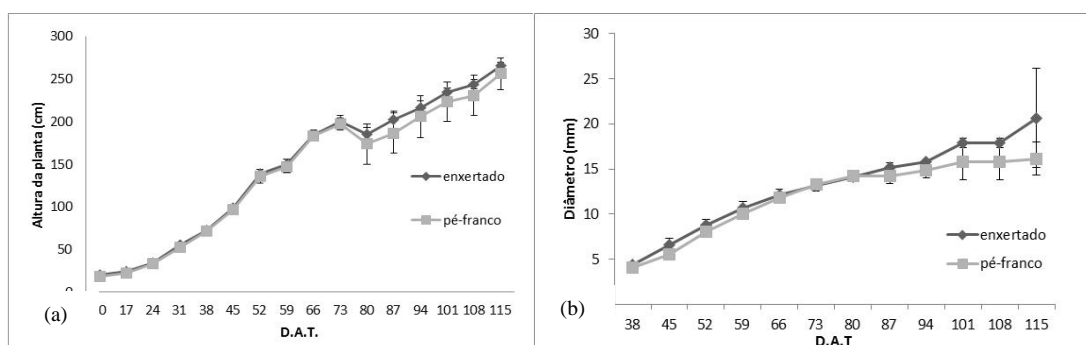 Altura da planta (cm)
300
250
200
150
100
50
0
enxertado
pé-franco
0 17 24 31 38 45 52 59 66 73 80 87 94 101 108 115
D.A.T.
(a)
Diâmetro (mm)
30
25
20
15
10
5
enxertado
pé-franco
38 45 52 59 66 73 80 87 94 101 108 115
D.A.T
(b)